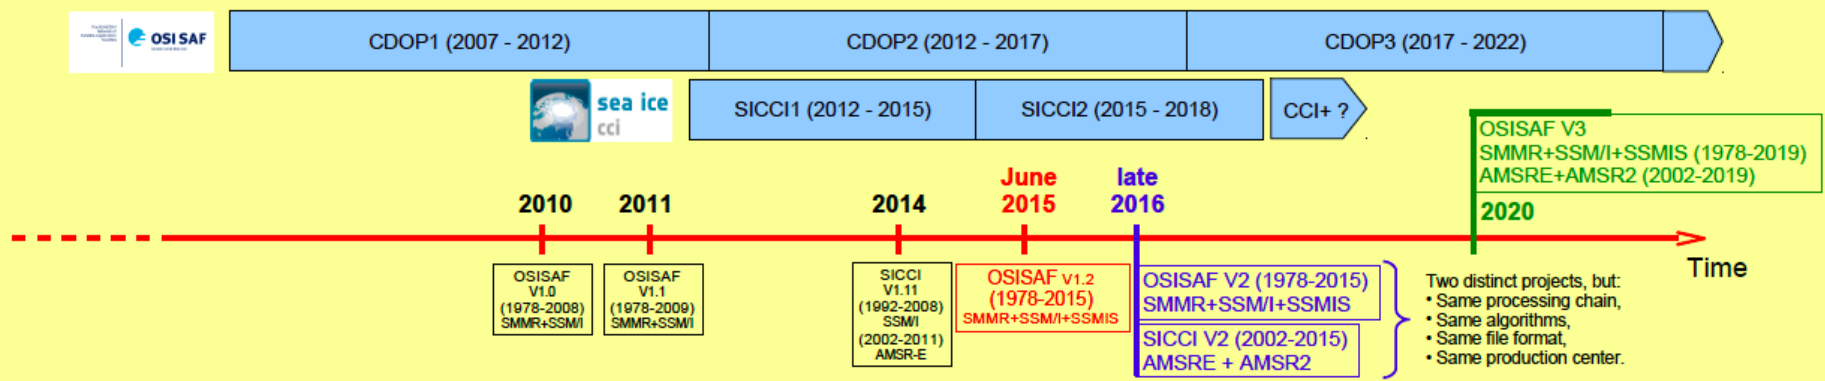 OSI SAF
CDOP1 (2007 - 2012)
CDOP2 (2012 - 2017)
CDOP3 (2017 - 2022)
sea ice
cci
SICCI1 (2012 - 2015)
SICCI2 (2015 - 2018)
CCI+ ?
OSISAF V3
SMMR+SSM/I+SSMIS (1978-2019)
AMSRE+AMSR2 (2002-2019)
2010
2011
2014
June
2015
late
2016
2020
Time
OSISAF
V1.0
(1978-2008)
SMMR+SSM/I
OSISAF
V1.1
(1978-2009)
SMMR+SSM/I
SICCI
V1.11
(1992-2008)
SSM/I
(2002-2011)
AMSR-E
OSISAF V1.2
(1978-2015)
SMMR+SSM/I+SSMIS
OSISAF V2 (1978-2015)
SMMR+SSM/I+SSMIS
SICCI V2 (2002-2015)
AMSRE + AMSR2
Two distinct projects, but:
• Same processing chain,
• Same algorithms,
• Same file format,
• Same production center.